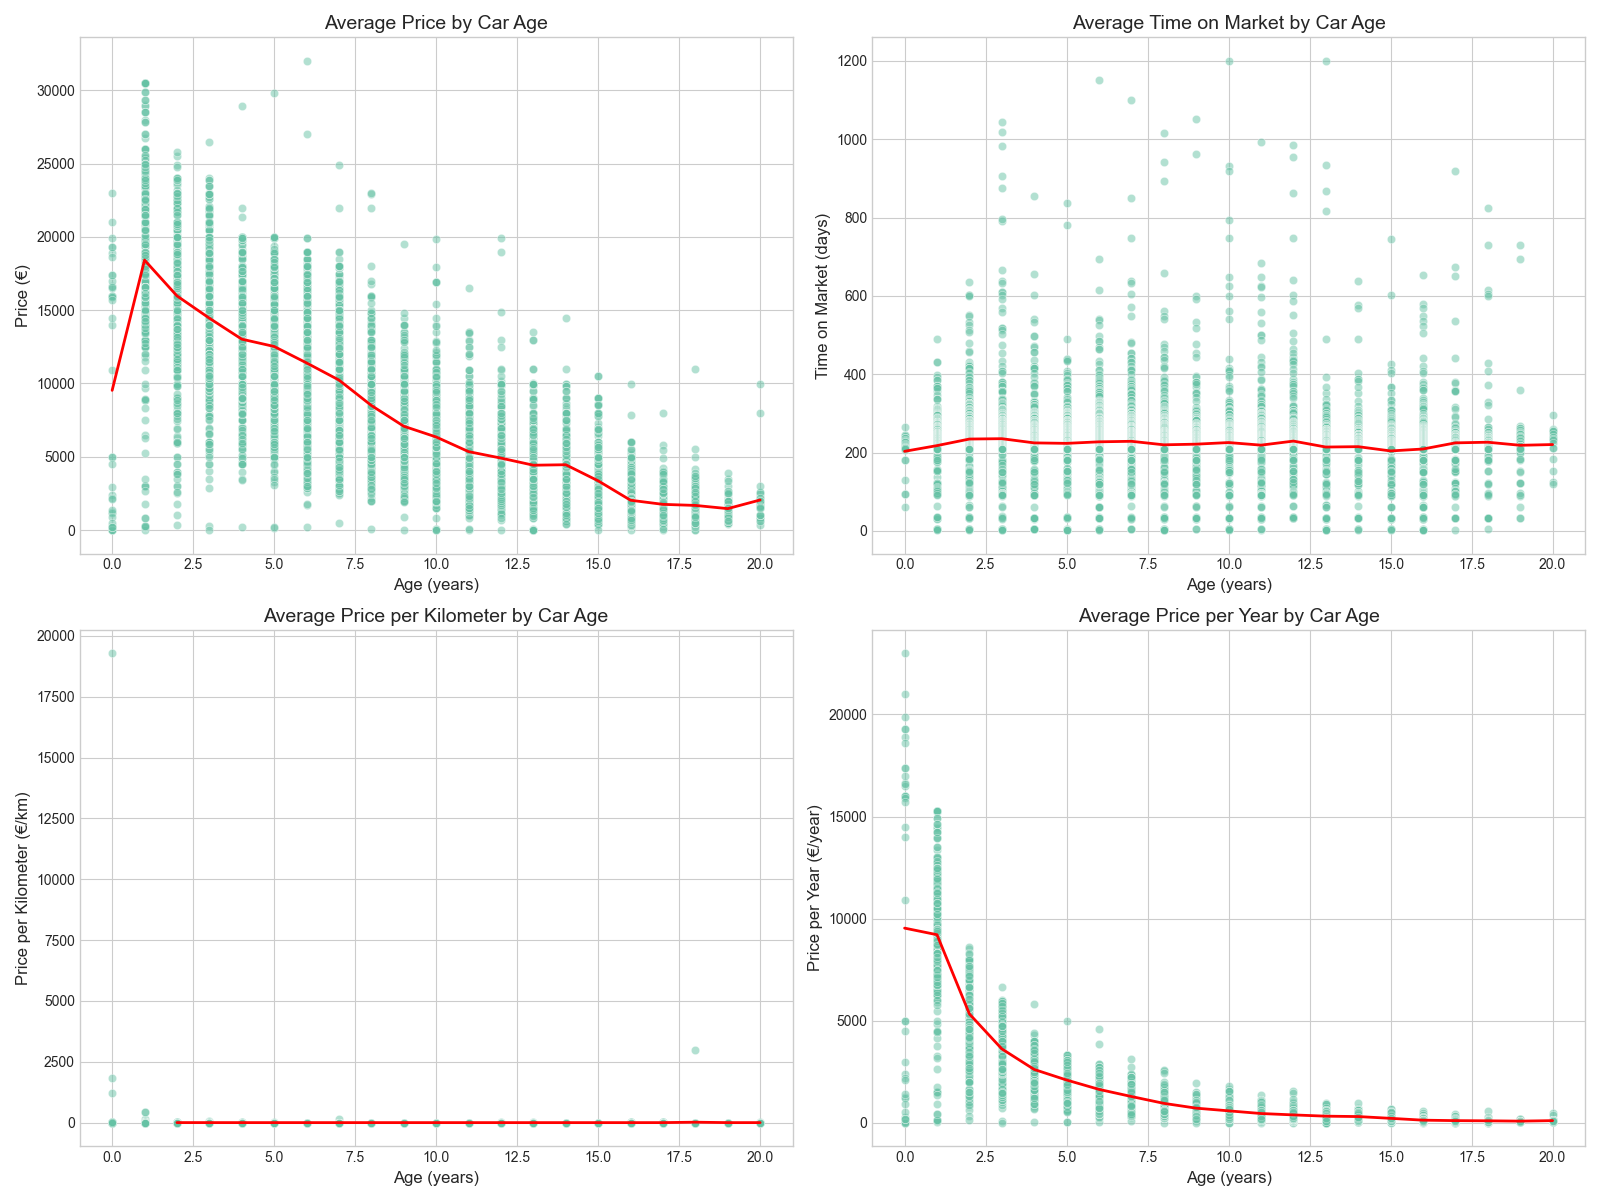 Average Price by Car Age
Price (€)
30000
25000
20000
15000
10000
5000
0
0.0 2.5 5.0 7.5 10.0 12.5 15.0 17.5 20.0
Age (years)
Average Time on Market by Car Age
Time on Market (days)
1200
1000
800
600
400
200
0
0.0 2.5 5.0 7.5 10.0 12.5 15.0 17.5 20.0
Age (years)
Average Price per Kilometer by Car Age
Price per Kilometer (€/km)
20000
17500
15000
12500
10000
7500
5000
2500
0
0.0 2.5 5.0 7.5 10.0 12.5 15.0 17.5 20.0
Age (years)
Average Price per Year by Car Age
Price per Year (€/year)
20000
15000
10000
5000
0
0.0 2.5 5.0 7.5 10.0 12.5 15.0 17.5 20.0
Age (years)